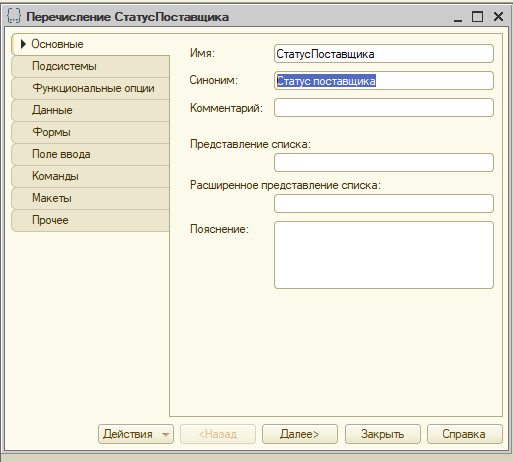 Перечисление СтатусПоставщика
Основные
Подсистемы
Функциональные опции
Данные
Формы
Поле ввода
Команды
Макеты
Прочее
Имя: СтатусПоставщика
Синоним: Статус поставщика
Комментарий:
Представление списка:
Расширенное представление списка:
Пояснение:
Действия <Назад Далее> Закрыть Справка